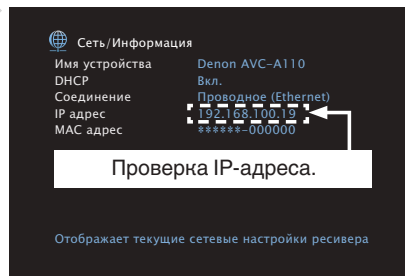 Сеть/Информация
Имя устройства Denon AVC-A110
DHCP Вкл.
Соединение Проводное (Ethernet)
IP адрес 192.168.100.19
MAC адрес ******-000000
Проверка IP-адреса.
Отображает текущие сетевые настройки ресивера